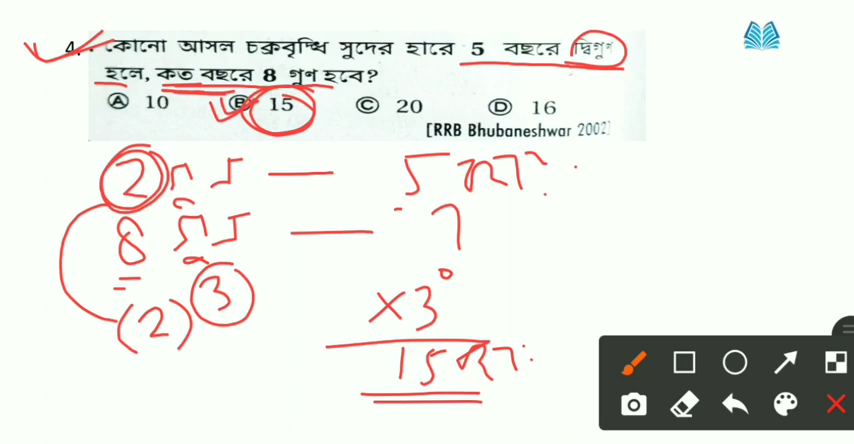 4. কোনো আসল চক্রবৃদ্ধি সুদের হারে 5 বছরে দ্বিগুণ
হলে, কত বছরে 8 গুণ হবে?
Ⓐ 10 Ⓑ 15 Ⓒ 20 Ⓓ 16
[RRB Bhubaneshwar 2002]
2 গুণ — 5 বছর
8 গুণ — ?
(2) 3
×3
15 বছর